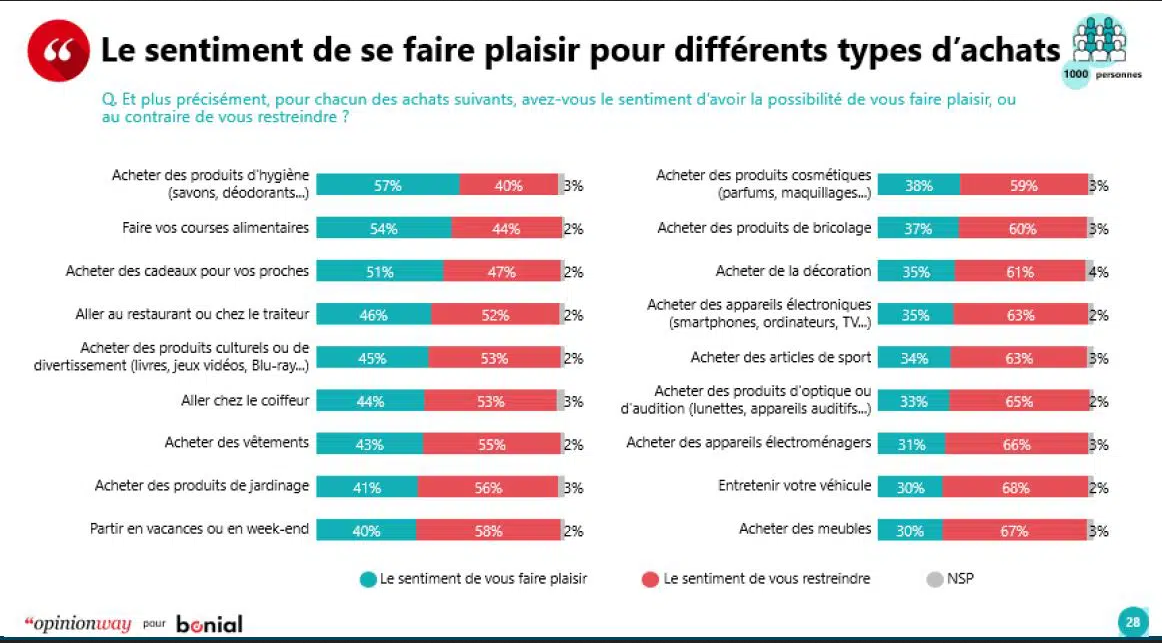 Le sentiment de se faire plaisir pour différents types d’achats
1000 personnes
Q. Et plus précisément, pour chacun des achats suivants, avez-vous le sentiment d'avoir la possibilité de vous faire plaisir, ou
au contraire de vous restreindre ?
Acheter des produits d'hygiène
(savons, déodorants...)
57% 40% 3%
Faire vos courses alimentaires
54% 44% 2%
Acheter des cadeaux pour vos proches
51% 47% 2%
Aller au restaurant ou chez le traiteur
46% 52% 2%
Acheter des produits culturels ou de
divertissement (livres, jeux vidéos, Blu-ray...)
45% 53% 2%
Aller chez le coiffeur
44% 53% 3%
Acheter des vêtements
43% 55% 2%
Acheter des produits de jardinage
41% 56% 3%
Partir en vacances ou en week-end
40% 58% 2%
Acheter des produits cosmétiques
(parfums, maquillages...)
38% 59% 3%
Acheter des produits de bricolage
37% 60% 3%
Acheter de la décoration
35% 61% 4%
Acheter des appareils électroniques
(smartphones, ordinateurs, TV...)
35% 63% 2%
Acheter des articles de sport
34% 63% 3%
Acheter des produits d'optique ou
d'audition (lunettes, appareils auditifs...)
33% 65% 2%
Acheter des appareils électroménagers
31% 66% 3%
Entretenir votre véhicule
30% 68% 2%
Acheter des meubles
30% 67% 3%
Le sentiment de vous faire plaisir
Le sentiment de vous restreindre
NSP
“opinionway pour bonial
28